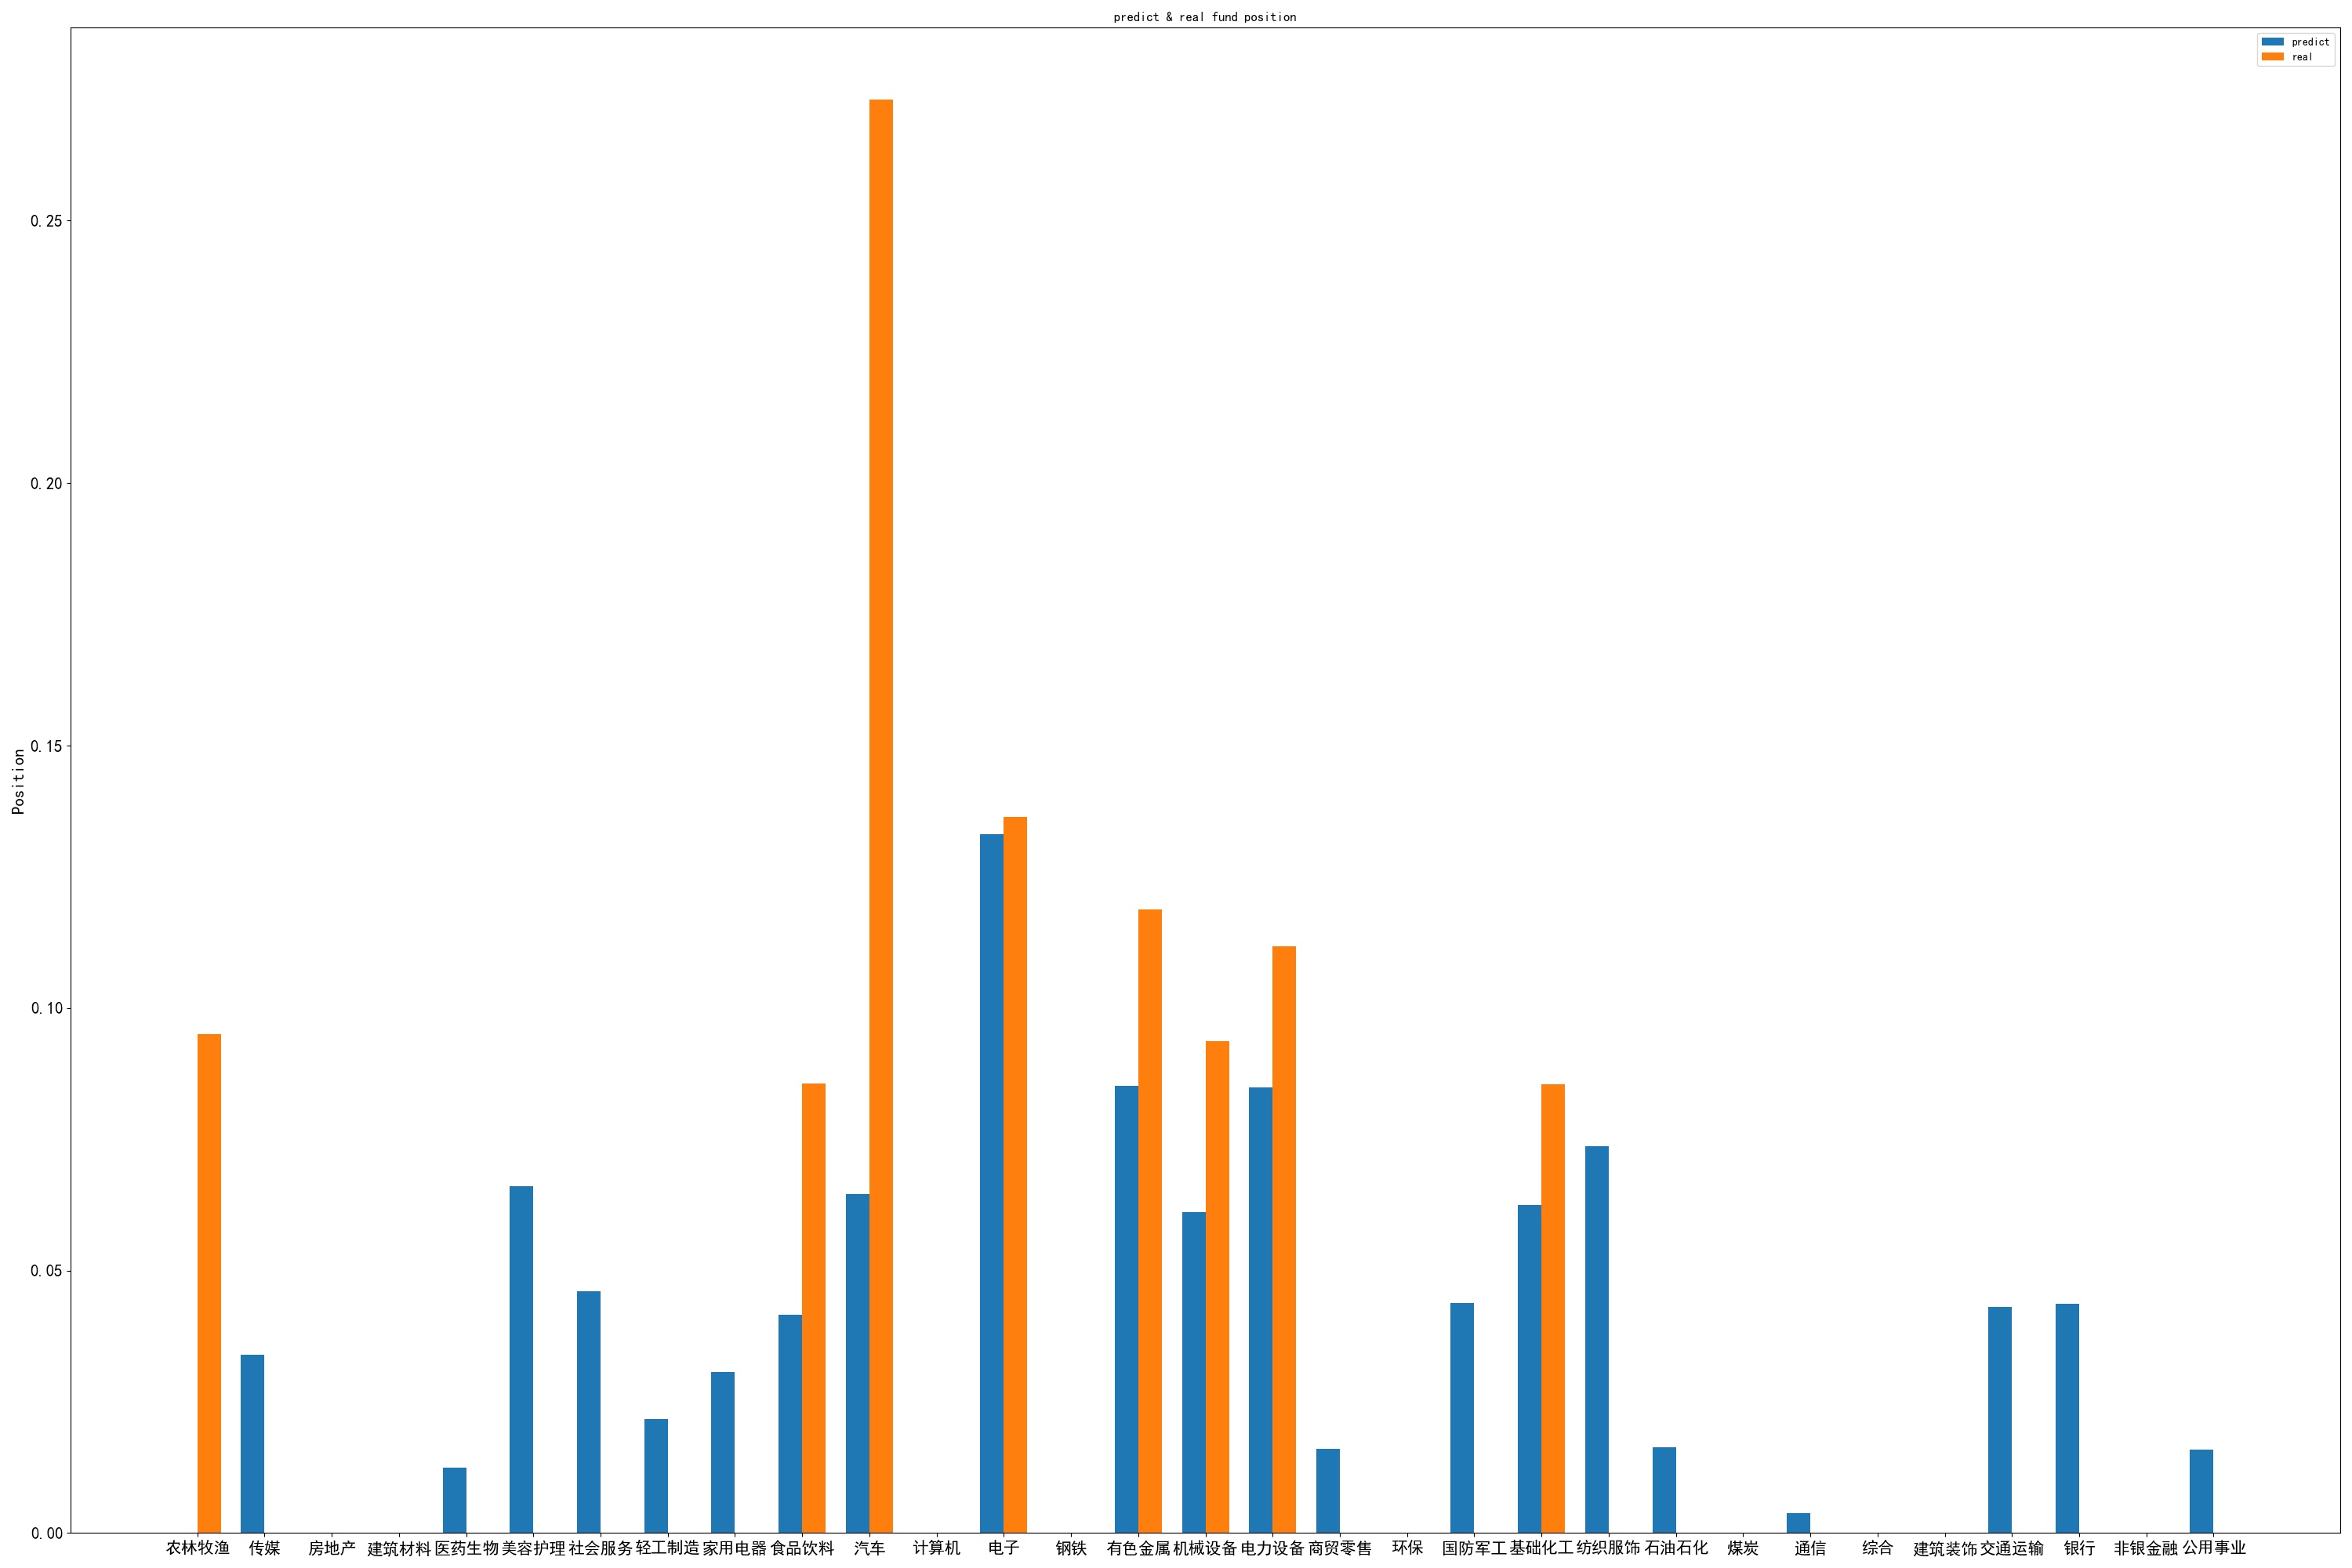 predict & real fund position
predict
real
Position
0.25
0.20
0.15
0.10
0.05
0.00
农林牧渔 传媒 房地产 建筑材料 医药生物 美容护理 社会服务 轻工制造 家用电器 食品饮料 汽车 计算机 电子 钢铁 有色金属 机械设备 电力设备 商贸零售 环保 国防军工 基础化工 纺织服饰 石油石化 煤炭 通信 综合 建筑装饰 交通运输 银行 非银金融 公用事业